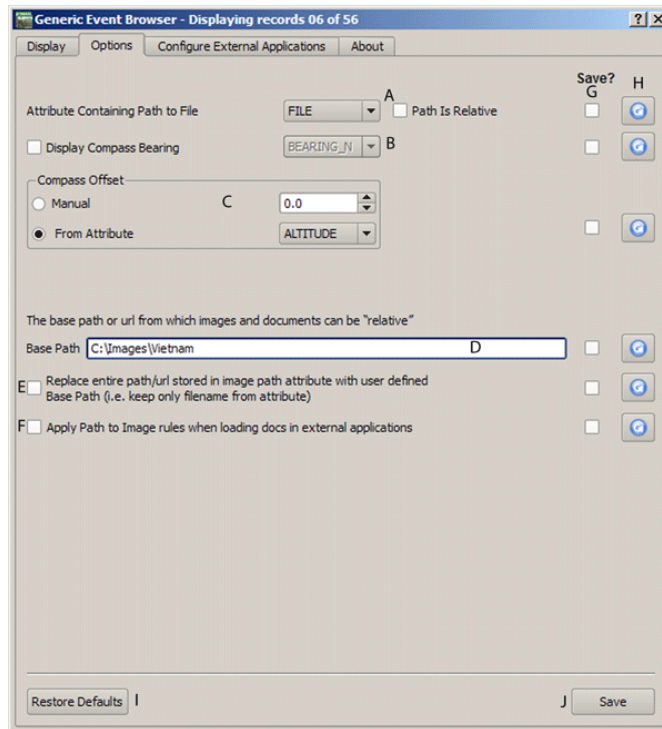 Generic Event Browser - Displaying records 06 of 56
Display Options Configure External Applications About
Save?
A G H
Attribute Containing Path to File FILE Path Is Relative
Display Compass Bearing BEARING_N B
Compass Offset
Manual C 0.0
From Attribute ALTITUDE
The base path or url from which images and documents can be "relative"
Base Path C:\Images\Vietnam D
E Replace entire path/url stored in image path attribute with user defined
Base Path (i.e. keep only filename from attribute)
F Apply Path to Image rules when loading docs in external applications
Restore Defaults I J Save